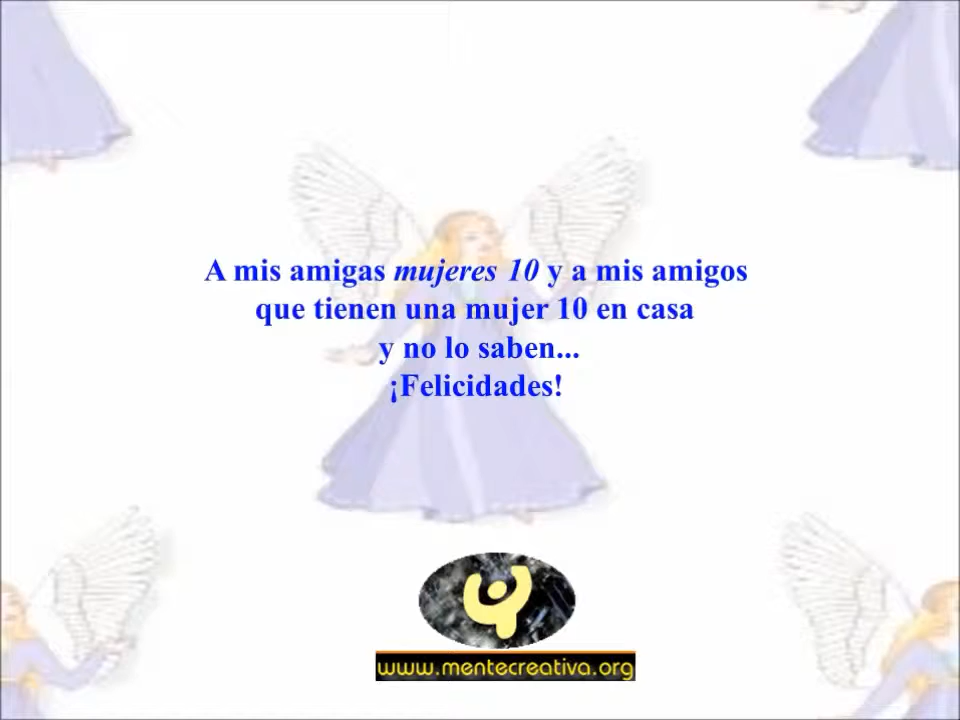 A mis amigas mujeres 10 y a mis amigos
que tienen una mujer 10 en casa
y no lo saben...
¡Felicidades!
www.mentecreativa.org